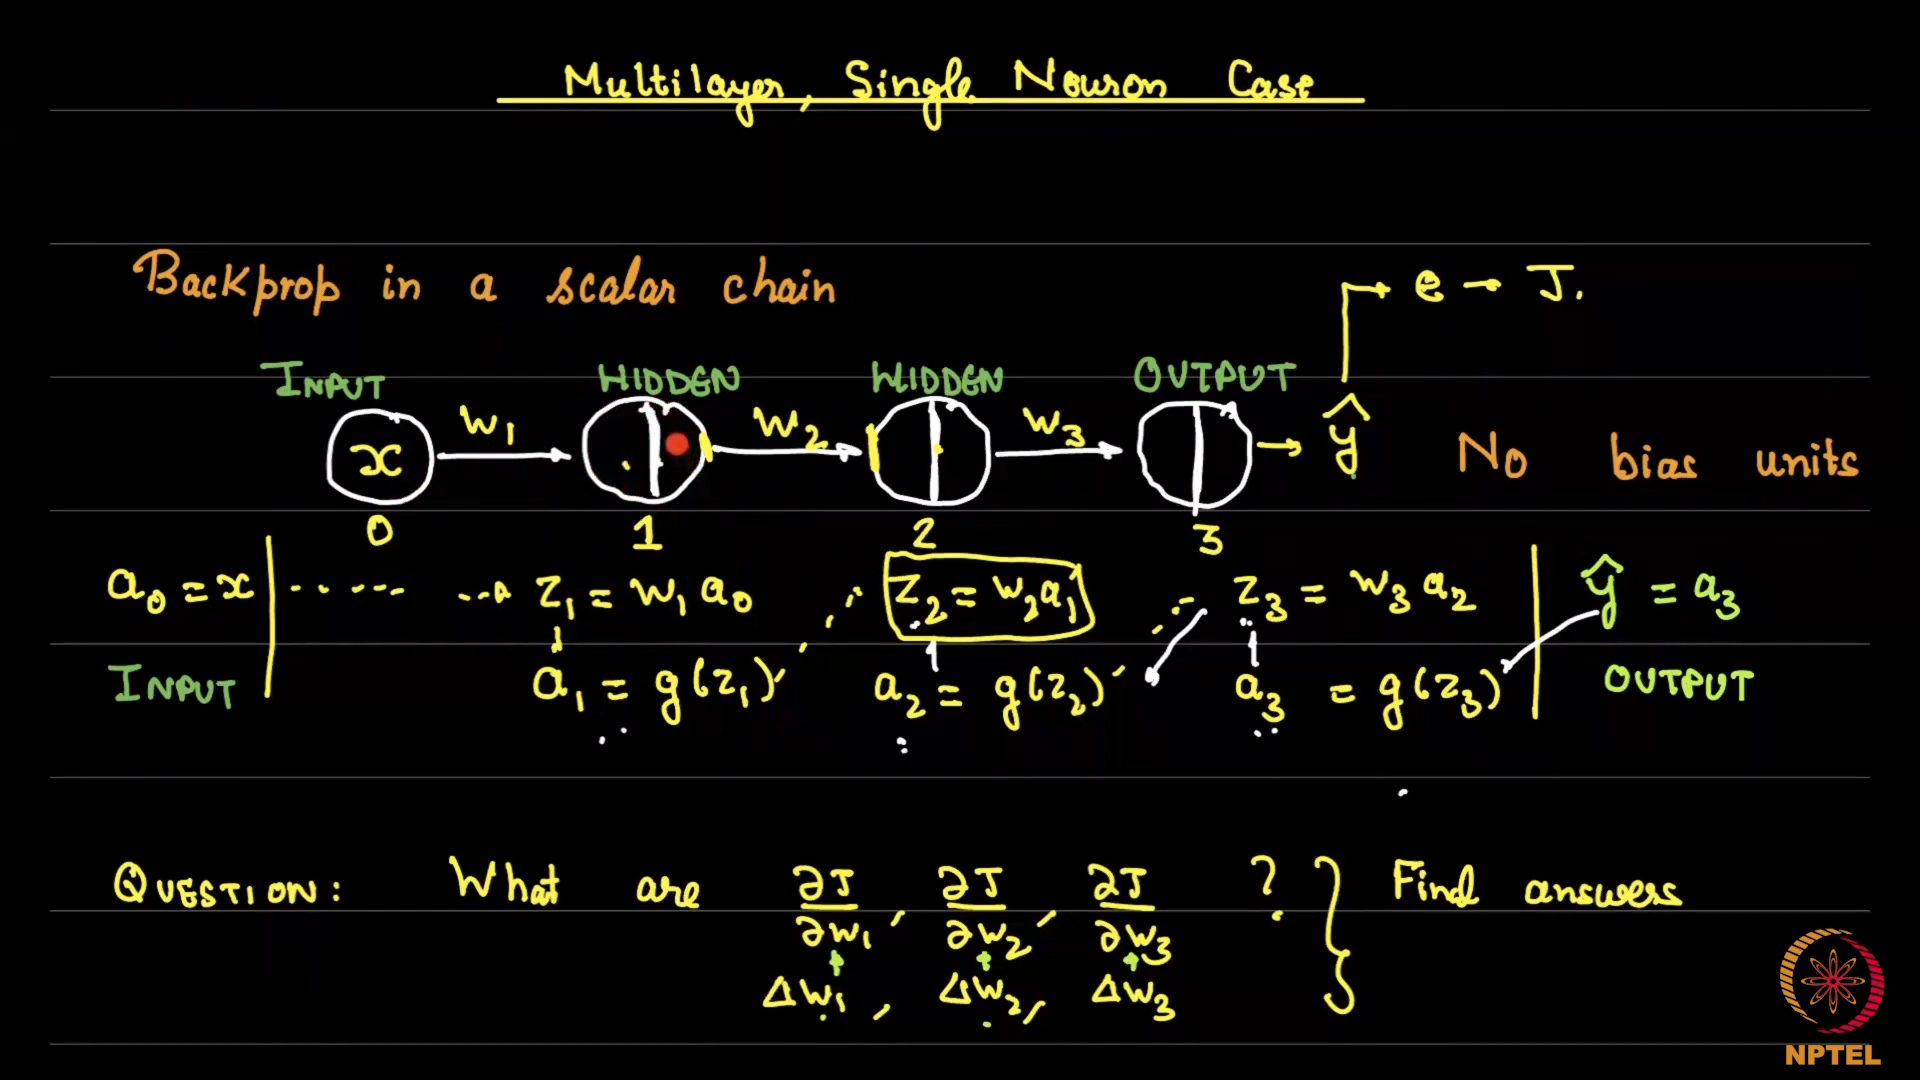 Multilayer, Single Neuron Case
Backprop in a scalar chain
e → J.
INPUT HIDDEN HIDDEN OUTPUT
x w₁ w₂ w₃ ŷ No bias units
0 1 2 3
a₀ = x z₁ = w₁ a₀ z₂ = w₂ a₁ z₃ = w₃ a₂ ŷ = a₃
INPUT a₁ = g(z₁) a₂ = g(z₂) a₃ = g(z₃) OUTPUT
QUESTION: What are ∂J/∂w₁, ∂J/∂w₂, ∂J/∂w₃ ? } Find answers
Δw₁, Δw₂, Δw₃
NPTEL